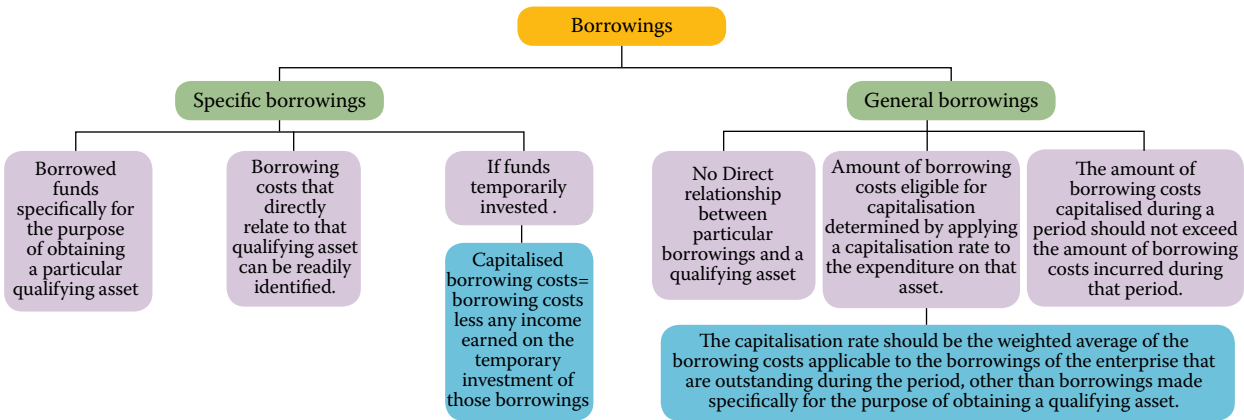 Borrowings
Specific borrowings
General borrowings
Borrowed
funds
specifically for
the purpose
of obtaining
a particular
qualifying asset
Borrowing
costs that
directly
relate to that
qualifying asset
can be readily
identified.
If funds
temporarily
invested .
Capitalised
borrowing costs=
borrowing costs
less any income
earned on the
temporary
investment of
those borrowings
No Direct
relationship
between
particular
borrowings and a
qualifying asset
Amount of borrowing
costs eligible for
capitalisation
determined by applying
a capitalisation rate to
the expenditure on that
asset.
The amount of
borrowing costs
capitalised during a
period should not exceed
the amount of borrowing
costs incurred during
that period.
The capitalisation rate should be the weighted average of the
borrowing costs applicable to the borrowings of the enterprise that
are outstanding during the period, other than borrowings made
specifically for the purpose of obtaining a qualifying asset.